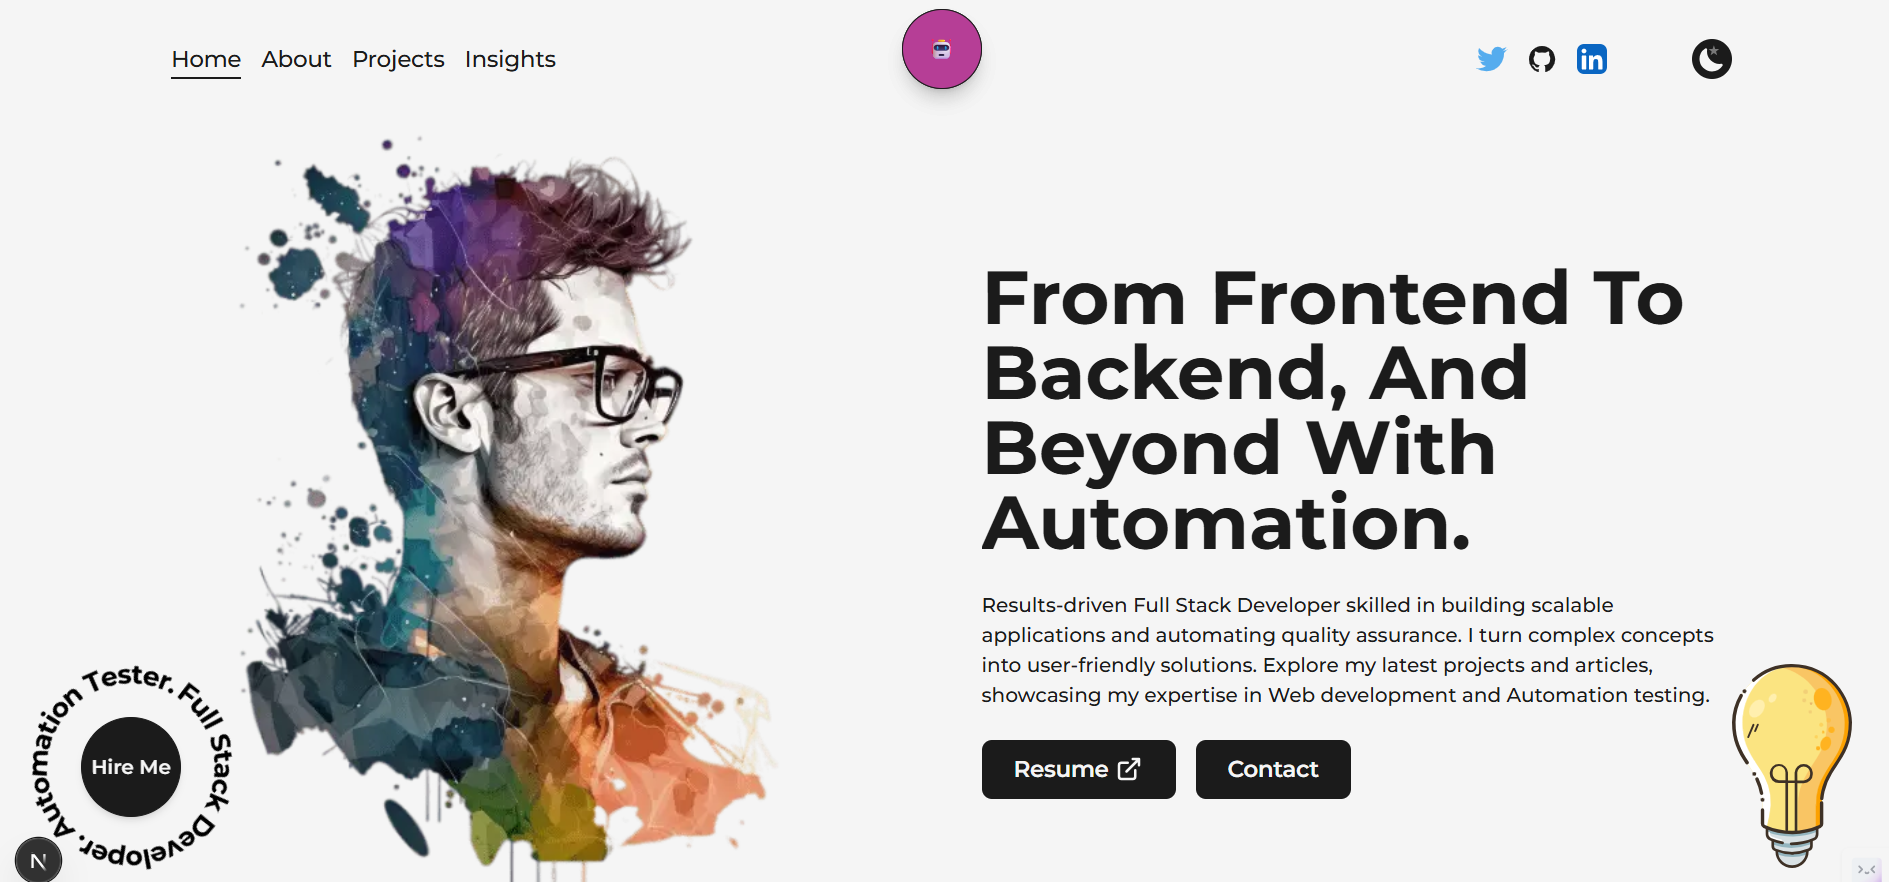 Home About Projects Insights
in
From Frontend To
Backend, And
Beyond With
Automation.
Results-driven Full Stack Developer skilled in building scalable
applications and automating quality assurance. I turn complex concepts
into user-friendly solutions. Explore my latest projects and articles,
showcasing my expertise in Web development and Automation testing.
Resume
Contact
Full Stack Developer. Automation Tester.
Hire Me
N
>_<